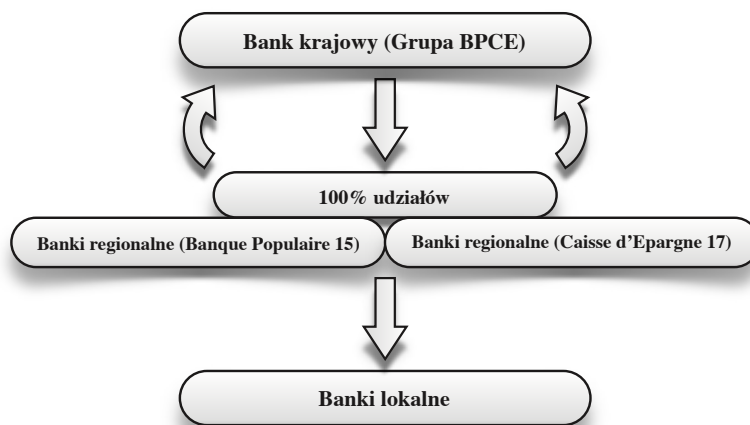 Bank krajowy (Grupa BPCE)
100% udziałów
Banki regionalne (Banque Populaire 15)
Banki regionalne (Caisse d’Epargne 17)
Banki lokalne